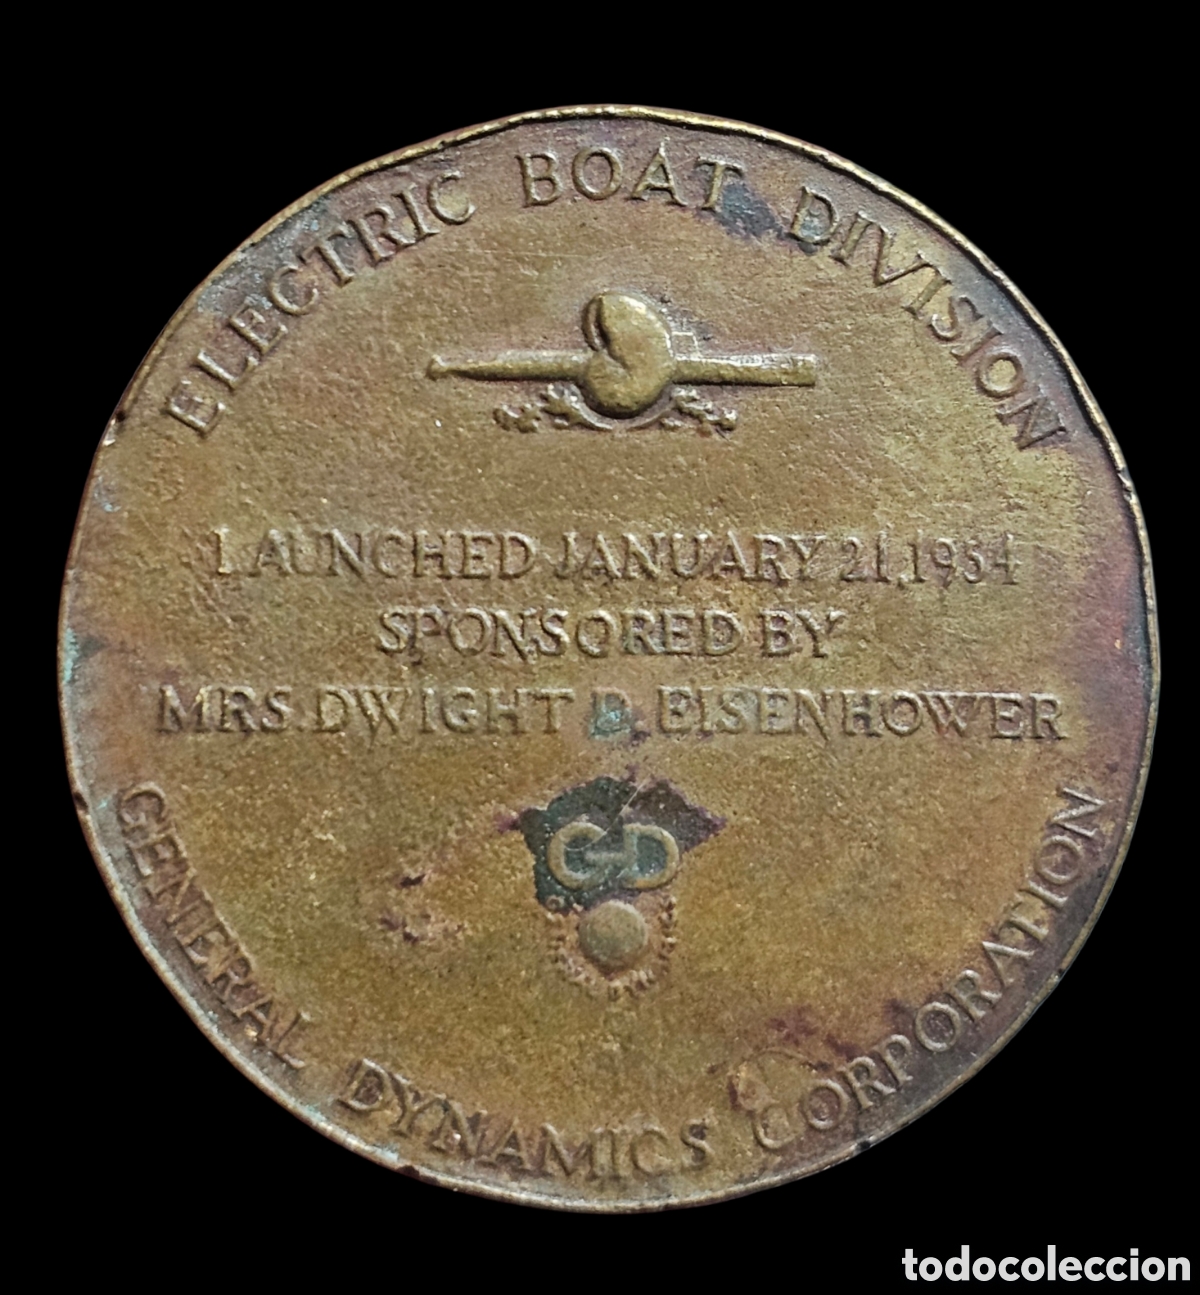 ELECTRIC BOAT DIVISION
LAUNCHED JANUARY 21, 1954
SPONSORED BY
MRS. DWIGHT D. EISENHOWER
GD
GENERAL DYNAMICS CORPORATION
todocoleccion